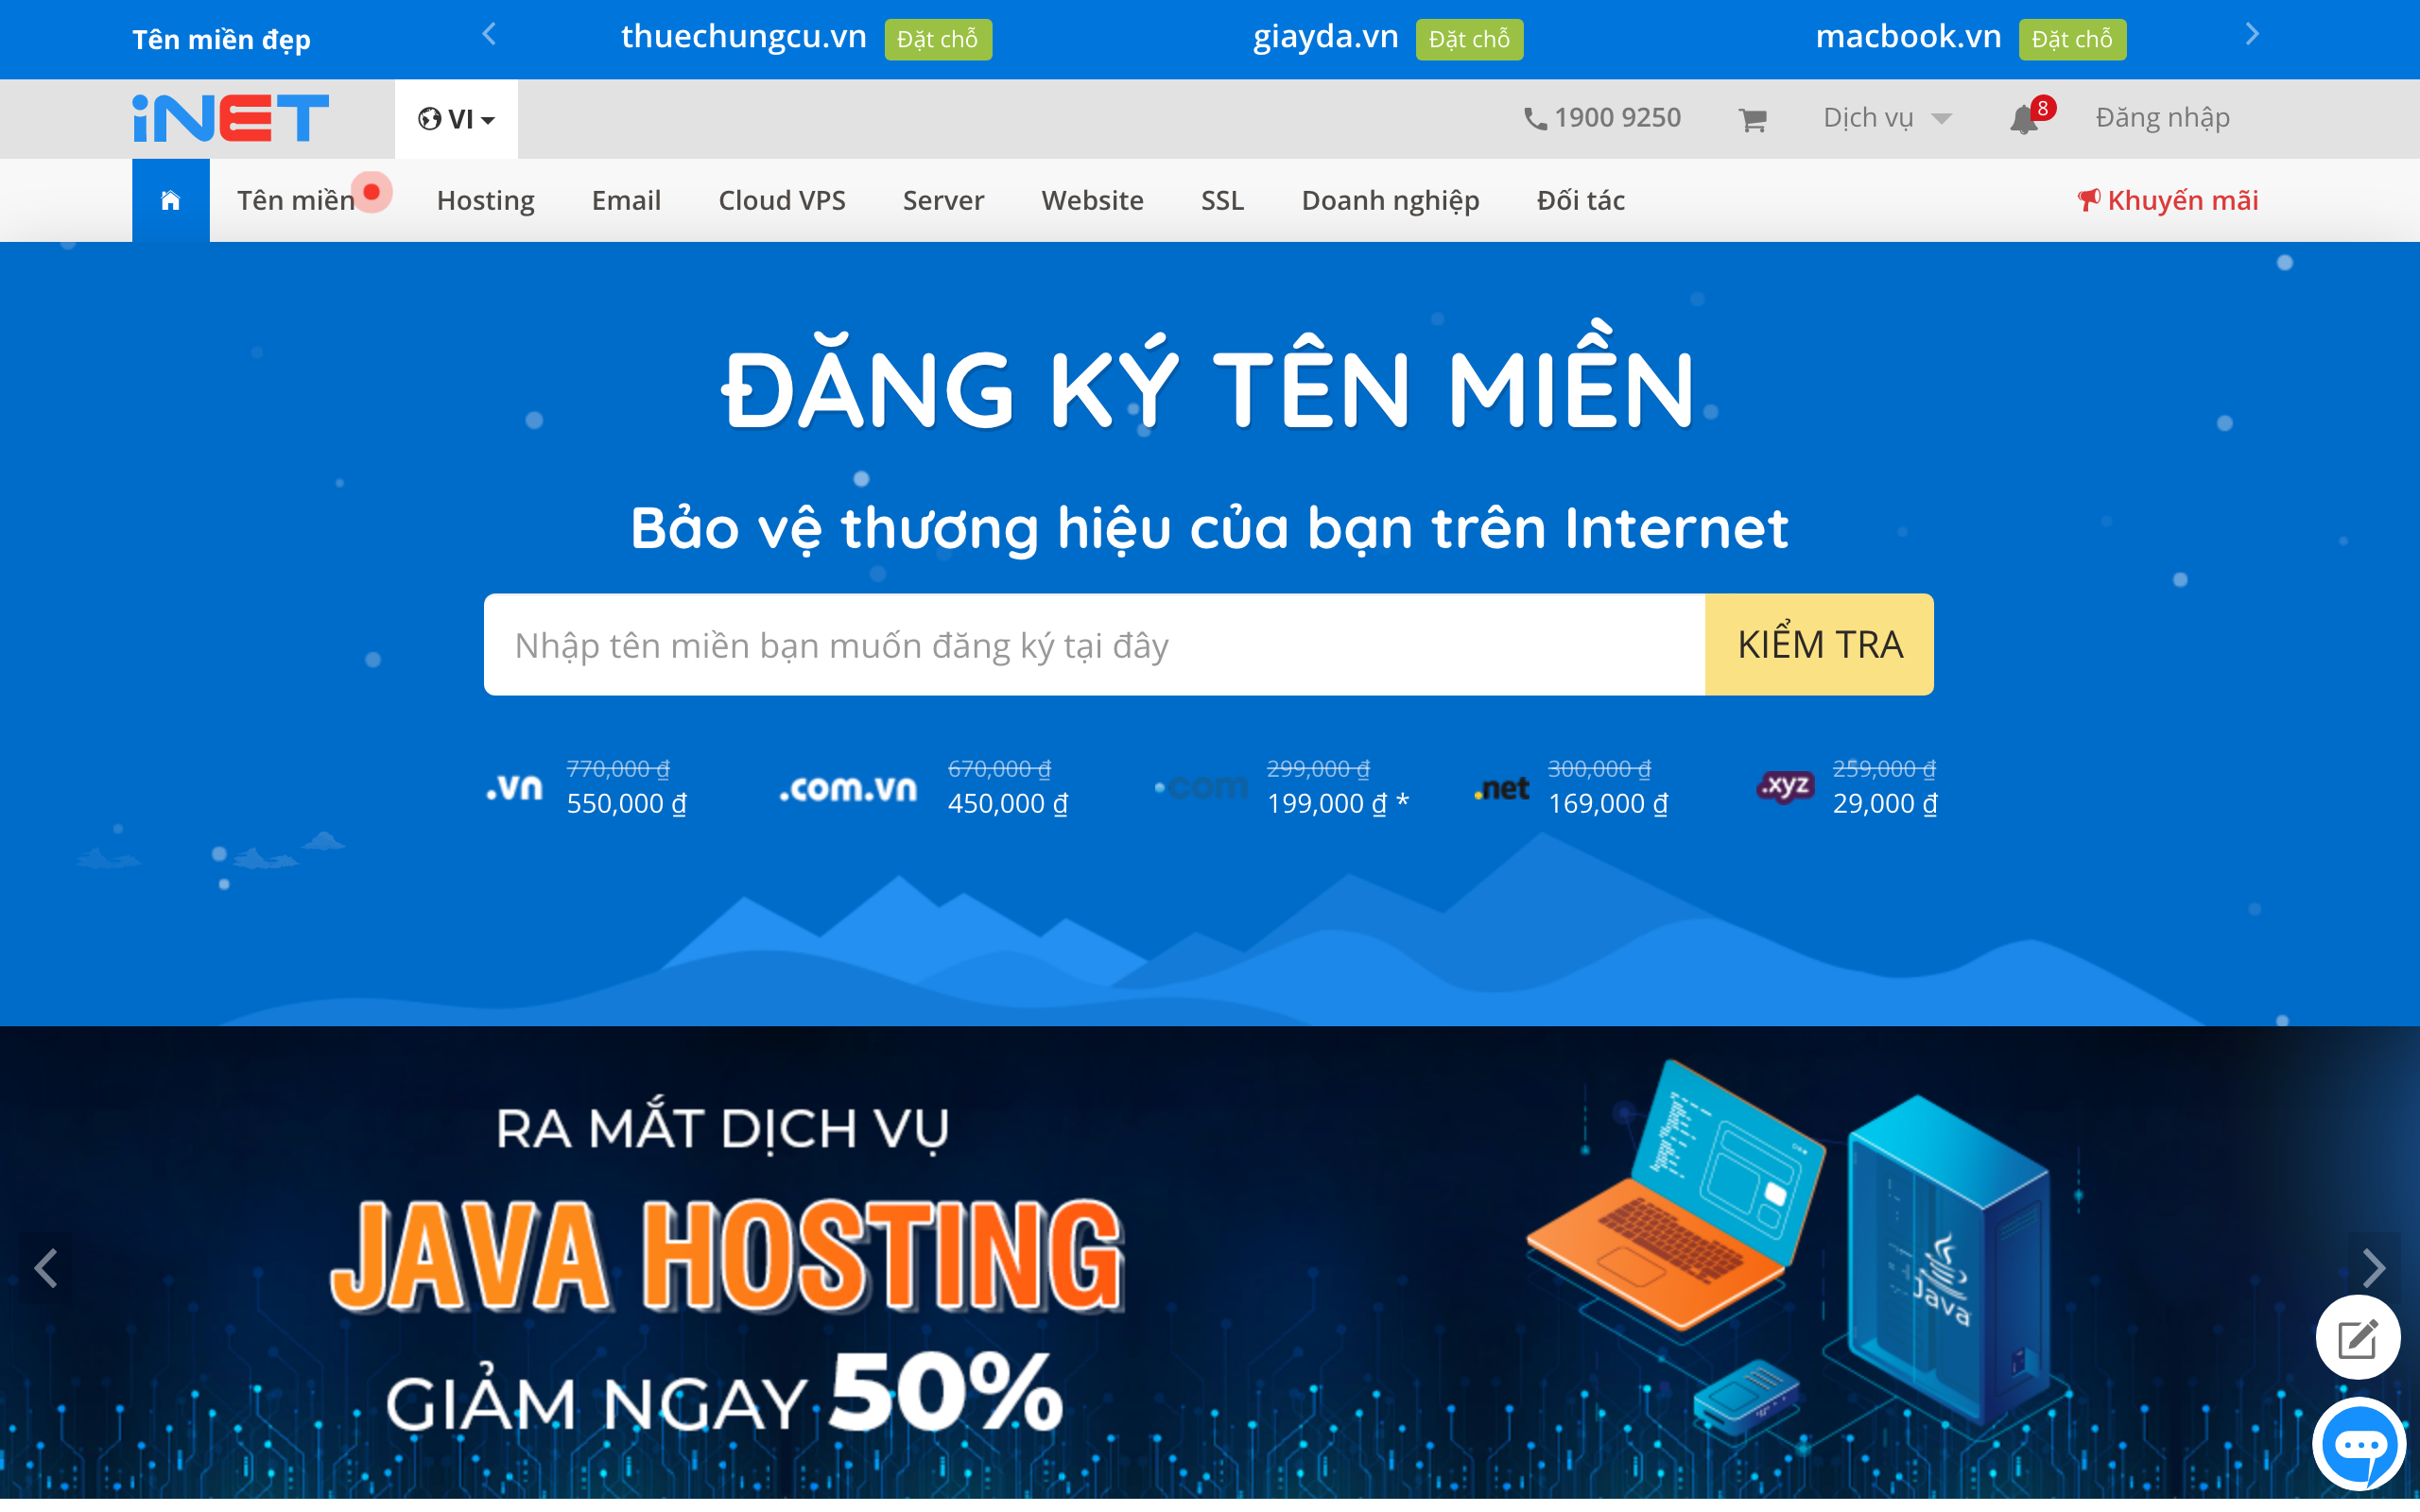 Tên miền đẹp
thuechungcu.vn Đặt chỗ
giayda.vn Đặt chỗ
macbook.vn Đặt chỗ
iNET
VI
1900 9250
Dịch vụ
8
Đăng nhập
Tên miền
Hosting
Email
Cloud VPS
Server
Website
SSL
Doanh nghiệp
Đối tác
Khuyến mãi
ĐĂNG KÝ TÊN MIỀN
Bảo vệ thương hiệu của bạn trên Internet
Nhập tên miền bạn muốn đăng ký tại đây
KIỂM TRA
.vn
770,000 ₫
550,000 ₫
.com.vn
670,000 ₫
450,000 ₫
.com
299,000 ₫
199,000 ₫ *
.net
300,000 ₫
169,000 ₫
.xyz
259,000 ₫
29,000 ₫
RA MẮT DỊCH VỤ
JAVA HOSTING
GIẢM NGAY 50%
Java